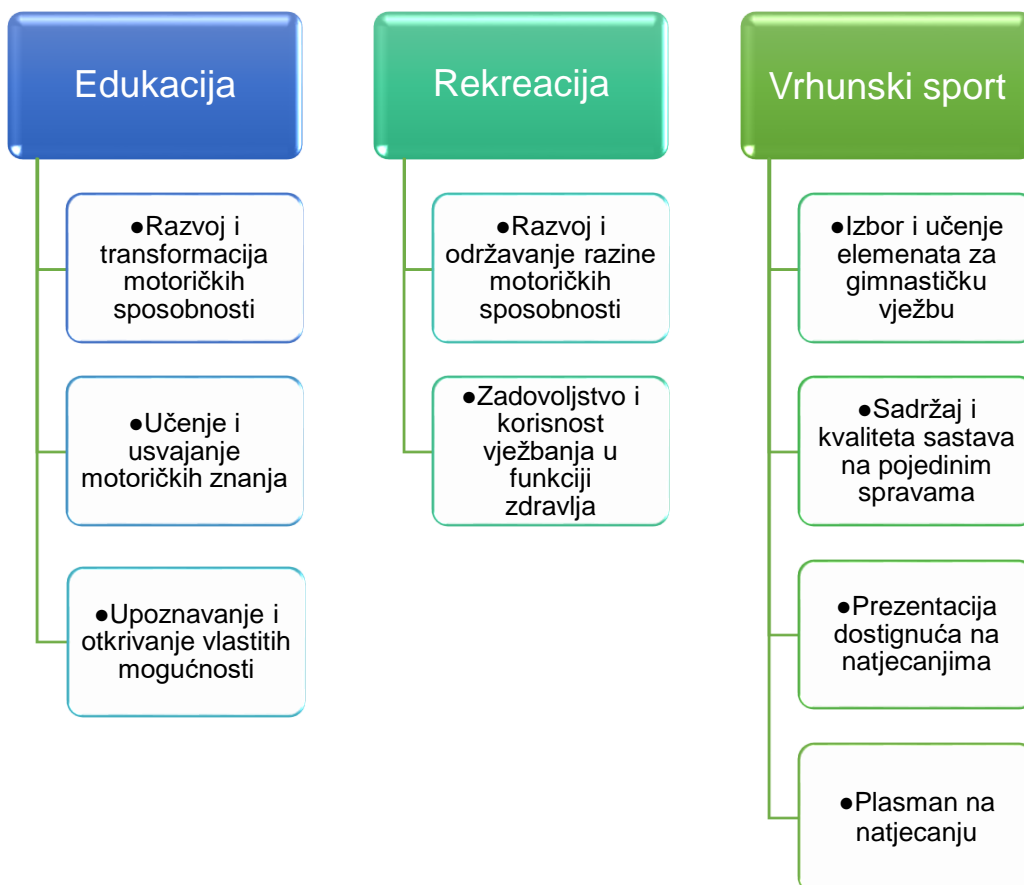 Edukacija
●Razvoj i
transformacija
motoričkih
sposobnosti
●Učenje i
usvajanje
motoričkih znanja
●Upoznavanje i
otkrivanje vlastitih
mogućnosti
Rekreacija
●Razvoj i
održavanje razine
motoričkih
sposobnosti
●Zadovoljstvo i
korisnost
vježbanja u
funkciji
zdravlja
Vrhunski sport
●Izbor i učenje
elemenata za
gimnastičku
vježbu
●Sadržaj i
kvaliteta sastava
na pojedinim
spravama
●Prezentacija
dostignuća na
natjecanjima
●Plasman na
natjecanju